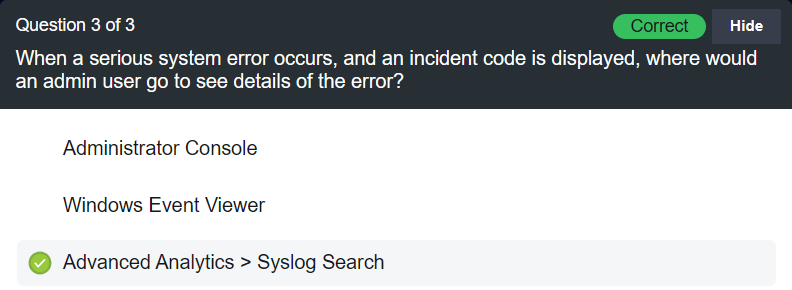 Question 3 of 3
Correct
Hide
When a serious system error occurs, and an incident code is displayed, where would
an admin user go to see details of the error?
Administrator Console
Windows Event Viewer
Advanced Analytics > Syslog Search